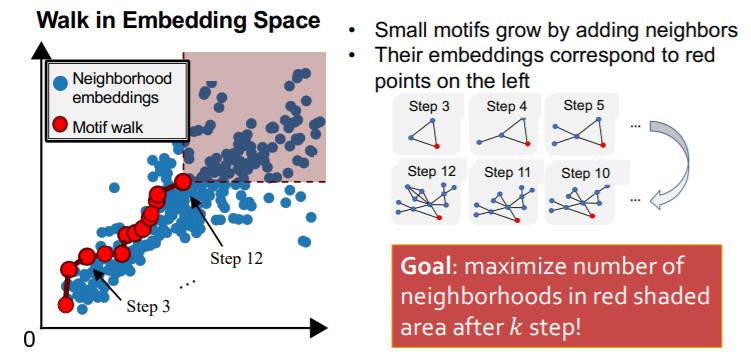 Walk in Embedding Space
Neighborhood
embeddings
Motif walk
Step 12
Step 3
...
0
• Small motifs grow by adding neighbors
• Their embeddings correspond to red
points on the left
Step 3 Step 4 Step 5 ...
Step 12 Step 11 Step 10 ...
Goal: maximize number of
neighborhoods in red shaded
area after k step!